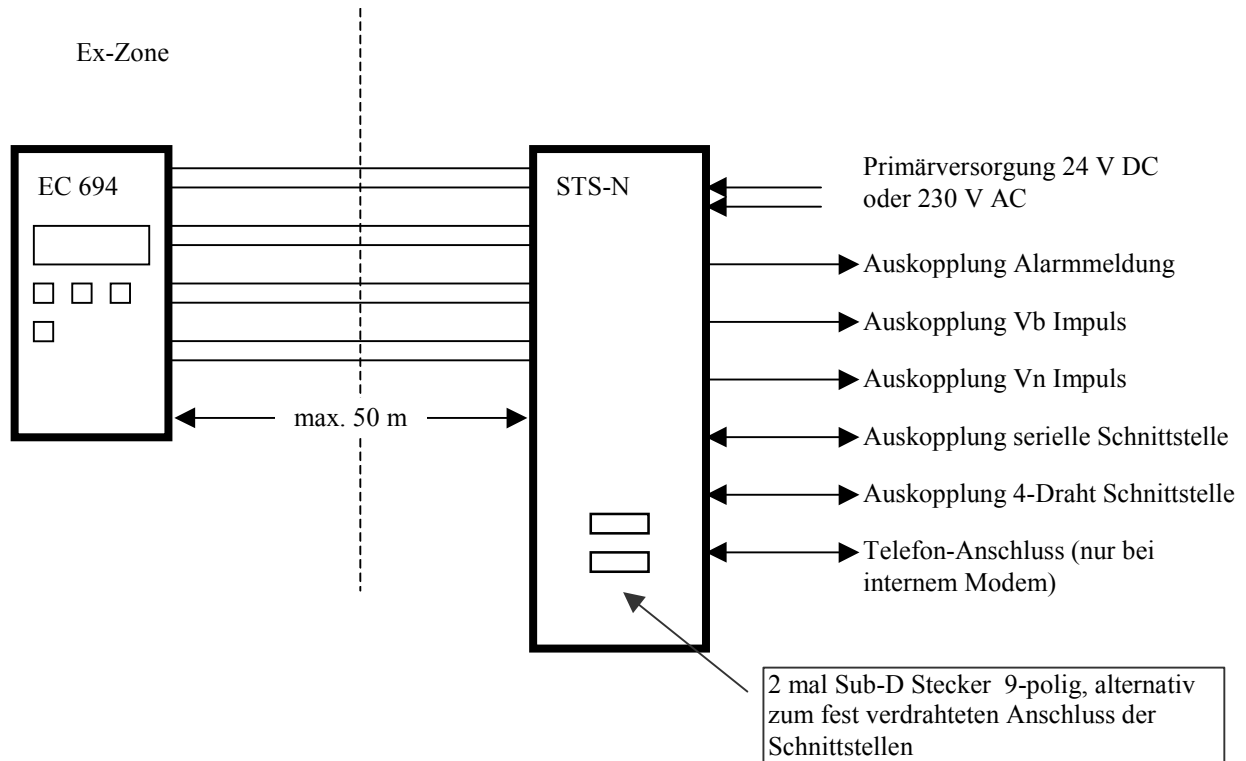 Ex-Zone
EC 694
STS-N
Primärversorgung 24 V DC
oder 230 V AC
Auskopplung Alarmmeldung
Auskopplung Vb Impuls
Auskopplung Vn Impuls
max. 50 m
Auskopplung serielle Schnittstelle
Auskopplung 4-Draht Schnittstelle
Telefon-Anschluss (nur bei
internem Modem)
2 mal Sub-D Stecker 9-polig, alternativ
zum fest verdrahteten Anschluss der
Schnittstellen